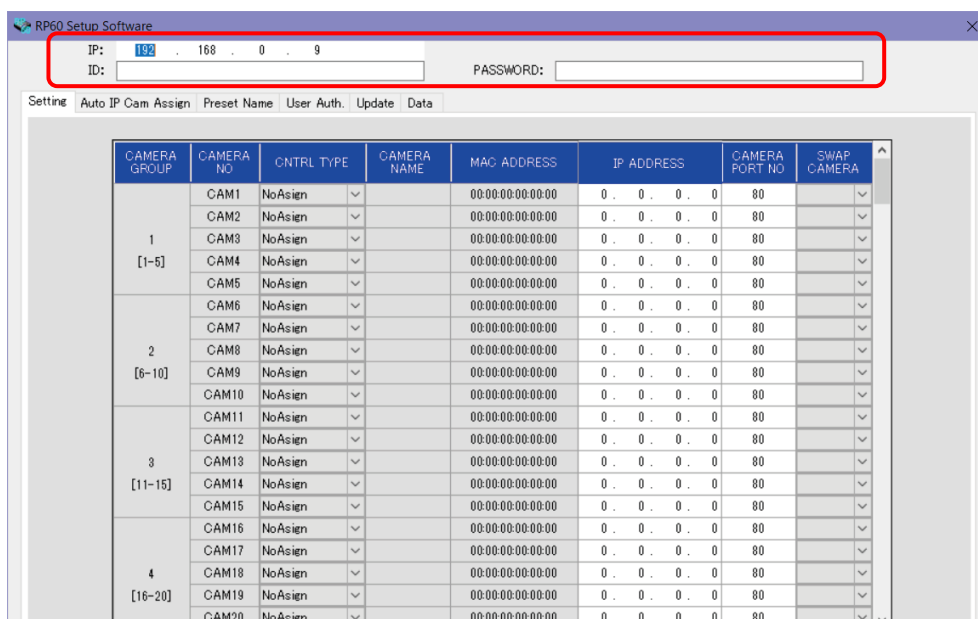 RP60 Setup Software
IP: 192 . 168 . 0 . 9
ID: PASSWORD:
Setting Auto IP Cam Assign Preset Name User Auth. Update Data
CAMERA GROUP CAMERA NO CNTRL TYPE CAMERA NAME MAC ADDRESS IP ADDRESS CAMERA PORT NO SWAP CAMERA
CAM1 NoAsign 00:00:00:00:00:00 0 . 0 . 0 . 0 80
CAM2 NoAsign 00:00:00:00:00:00 0 . 0 . 0 . 0 80
1 CAM3 NoAsign 00:00:00:00:00:00 0 . 0 . 0 . 0 80
[1-5] CAM4 NoAsign 00:00:00:00:00:00 0 . 0 . 0 . 0 80
CAM5 NoAsign 00:00:00:00:00:00 0 . 0 . 0 . 0 80
CAM6 NoAsign 00:00:00:00:00:00 0 . 0 . 0 . 0 80
CAM7 NoAsign 00:00:00:00:00:00 0 . 0 . 0 . 0 80
2 CAM8 NoAsign 00:00:00:00:00:00 0 . 0 . 0 . 0 80
[6-10] CAM9 NoAsign 00:00:00:00:00:00 0 . 0 . 0 . 0 80
CAM10 NoAsign 00:00:00:00:00:00 0 . 0 . 0 . 0 80
CAM11 NoAsign 00:00:00:00:00:00 0 . 0 . 0 . 0 80
CAM12 NoAsign 00:00:00:00:00:00 0 . 0 . 0 . 0 80
3 CAM13 NoAsign 00:00:00:00:00:00 0 . 0 . 0 . 0 80
[11-15] CAM14 NoAsign 00:00:00:00:00:00 0 . 0 . 0 . 0 80
CAM15 NoAsign 00:00:00:00:00:00 0 . 0 . 0 . 0 80
CAM16 NoAsign 00:00:00:00:00:00 0 . 0 . 0 . 0 80
CAM17 NoAsign 00:00:00:00:00:00 0 . 0 . 0 . 0 80
4 CAM18 NoAsign 00:00:00:00:00:00 0 . 0 . 0 . 0 80
[16-20] CAM19 NoAsign 00:00:00:00:00:00 0 . 0 . 0 . 0 80
CAM20 NoAsign 00:00:00:00:00:00 0 . 0 . 0 . 0 80